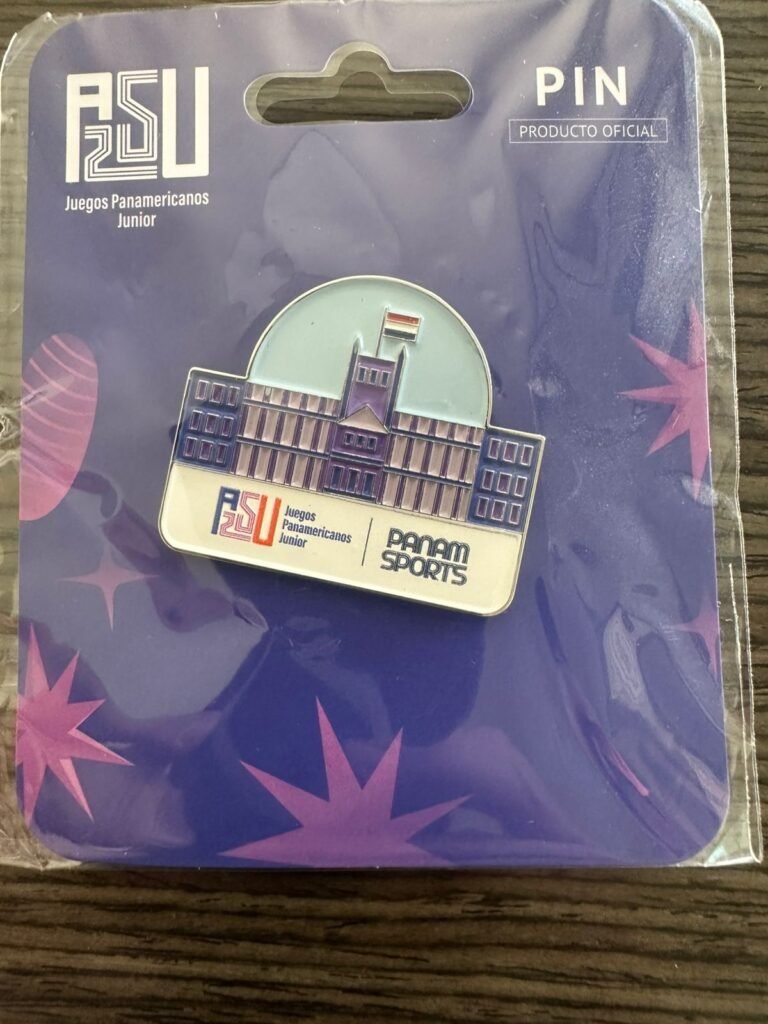 ASU
25
Juegos Panamericanos
Junior
PIN
PRODUCTO OFICIAL
ASU
25
Juegos
Panamericanos
Junior
PANAM
SPORTS